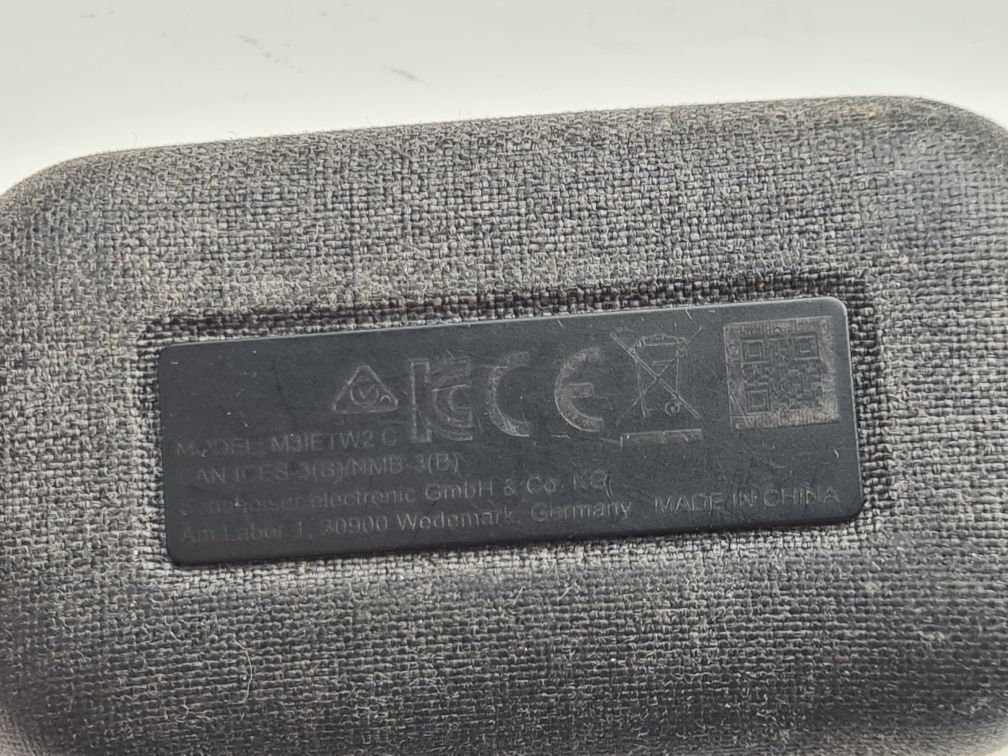 MODEL: M3IETW2 C
CAN ICES-3(B)/NMB-3(B)
Sennheiser electronic GmbH & Co. KG
Am Labor 1, 30900 Wedemark, Germany
MADE IN CHINA